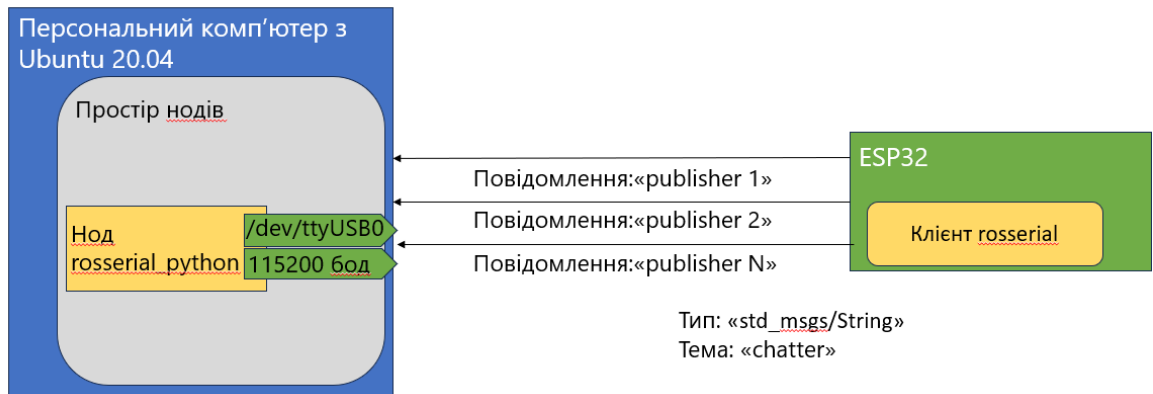 Персональний комп’ютер з
Ubuntu 20.04
Простір нодів
Нод
rosserial_python
/dev/ttyUSB0
115200 бод
Повідомлення:«publisher 1»
Повідомлення:«publisher 2»
Повідомлення:«publisher N»
ESP32
Клієнт rosserial
Тип: «std_msgs/String»
Тема: «chatter»